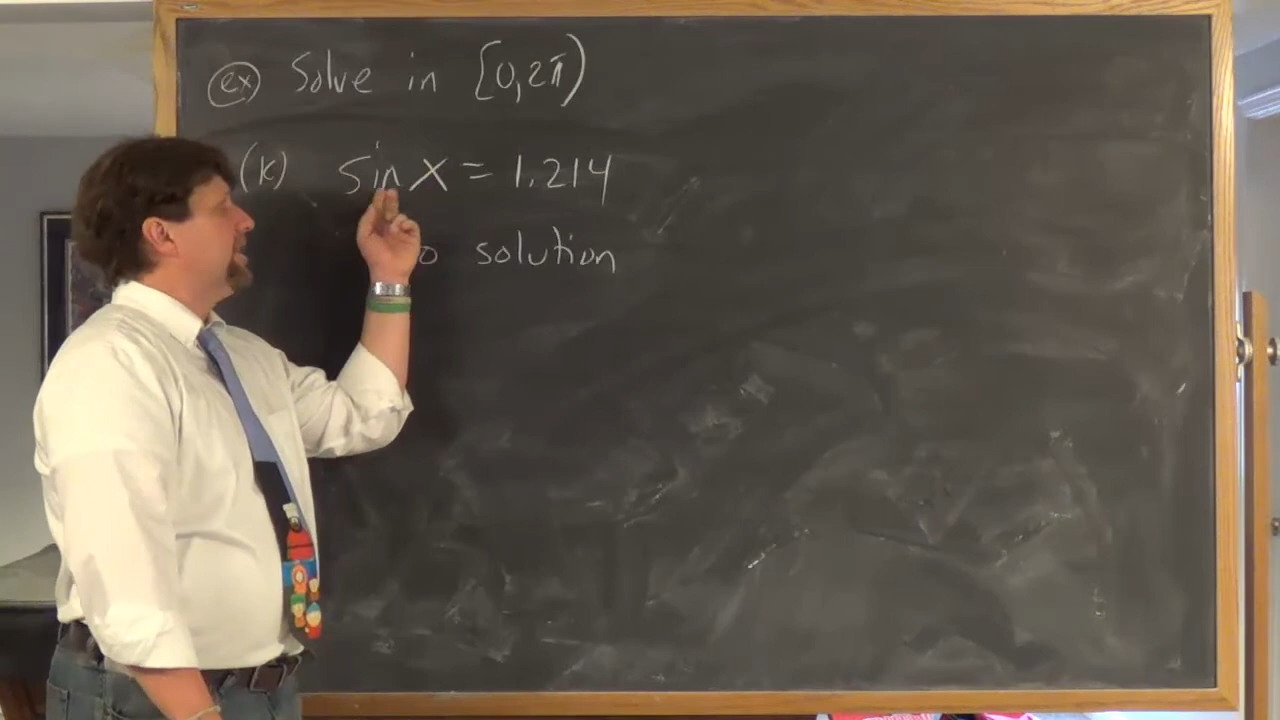 ex Solve in [0,2π)
(k) sin x = 1.214
solution